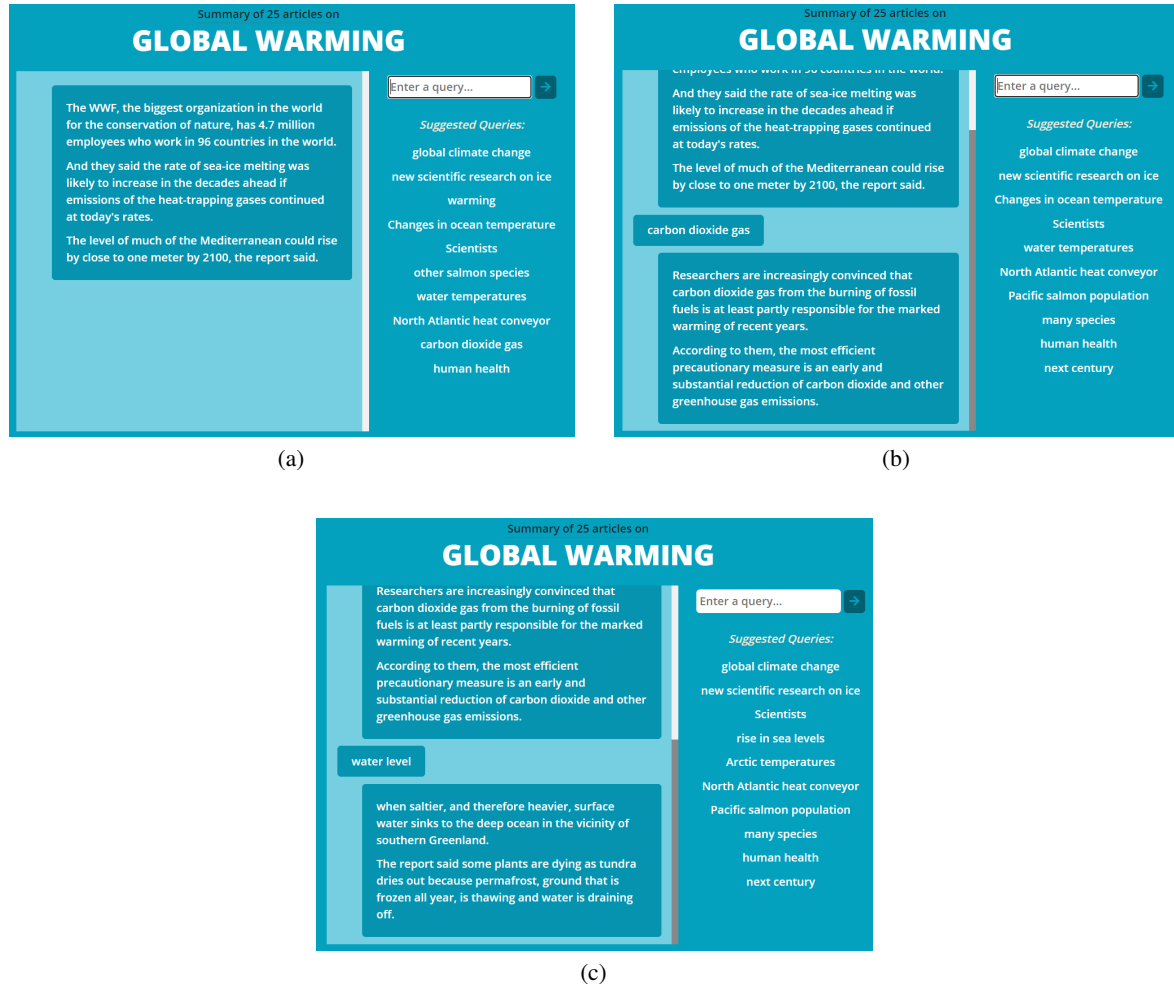 Summary of 25 articles on
GLOBAL WARMING
The WWF, the biggest organization in the world
for the conservation of nature, has 4.7 million
employees who work in 96 countries in the world.
And they said the rate of sea-ice melting was
likely to increase in the decades ahead if
emissions of the heat-trapping gases continued
at today's rates.
The level of much of the Mediterranean could rise
by close to one meter by 2100, the report said.
Enter a query...
Suggested Queries:
global climate change
new scientific research on ice
warming
Changes in ocean temperature
Scientists
other salmon species
water temperatures
North Atlantic heat conveyor
carbon dioxide gas
human health
(a)
Summary of 25 articles on
GLOBAL WARMING
employees who work in 96 countries in the world.
And they said the rate of sea-ice melting was
likely to increase in the decades ahead if
emissions of the heat-trapping gases continued
at today's rates.
The level of much of the Mediterranean could rise
by close to one meter by 2100, the report said.
carbon dioxide gas
Researchers are increasingly convinced that
carbon dioxide gas from the burning of fossil
fuels is at least partly responsible for the marked
warming of recent years.
According to them, the most efficient
precautionary measure is an early and
substantial reduction of carbon dioxide and other
greenhouse gas emissions.
Enter a query...
Suggested Queries:
global climate change
new scientific research on ice
Changes in ocean temperature
Scientists
water temperatures
North Atlantic heat conveyor
Pacific salmon population
many species
human health
next century
(b)
Summary of 25 articles on
GLOBAL WARMING
Researchers are increasingly convinced that
carbon dioxide gas from the burning of fossil
fuels is at least partly responsible for the marked
warming of recent years.
According to them, the most efficient
precautionary measure is an early and
substantial reduction of carbon dioxide and other
greenhouse gas emissions.
water level
when saltier, and therefore heavier, surface
water sinks to the deep ocean in the vicinity of
southern Greenland.
The report said some plants are dying as tundra
dries out because permafrost, ground that is
frozen all year, is thawing and water is draining
off.
Enter a query...
Suggested Queries:
global climate change
new scientific research on ice
Scientists
rise in sea levels
Arctic temperatures
North Atlantic heat conveyor
Pacific salmon population
many species
human health
next century
(c)